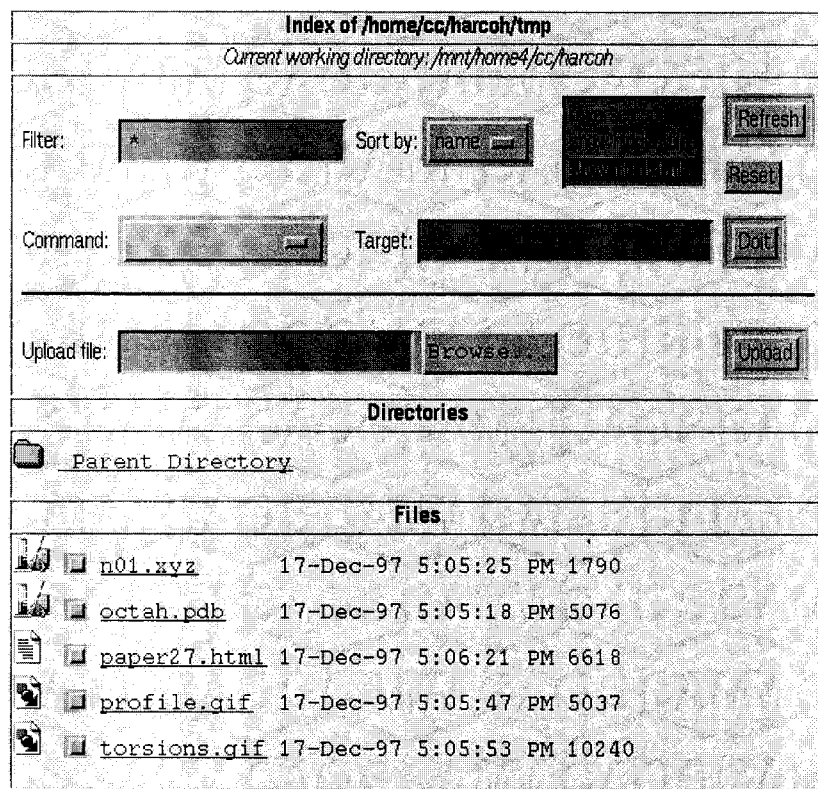 Index of /home/cc/harcoh/tmp
Current working directory: /mnt/home4/cc/harcoh
Filter: * Sort by: name Refresh
Reset
Command: Target: Do it
Upload file: Browse... Upload
Directories
Parent Directory
Files
n01.xyz 17-Dec-97 5:05:25 PM 1790
octah.pdb 17-Dec-97 5:05:18 PM 5076
paper27.html 17-Dec-97 5:06:21 PM 6618
profile.gif 17-Dec-97 5:05:47 PM 5037
torsions.gif 17-Dec-97 5:05:53 PM 10240